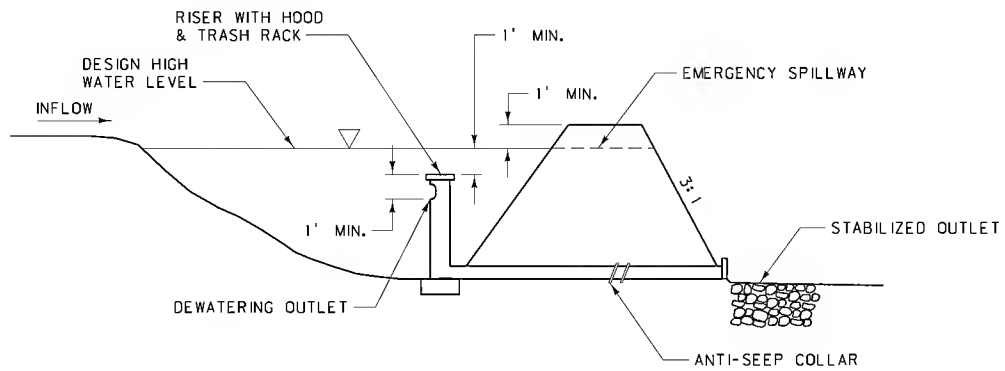 RISER WITH HOOD
& TRASH RACK
1' MIN.
DESIGN HIGH
WATER LEVEL
EMERGENCY SPILLWAY
1' MIN.
INFLOW
3:1
1' MIN.
STABILIZED OUTLET
DEWATERING OUTLET
ANTI-SEEP COLLAR